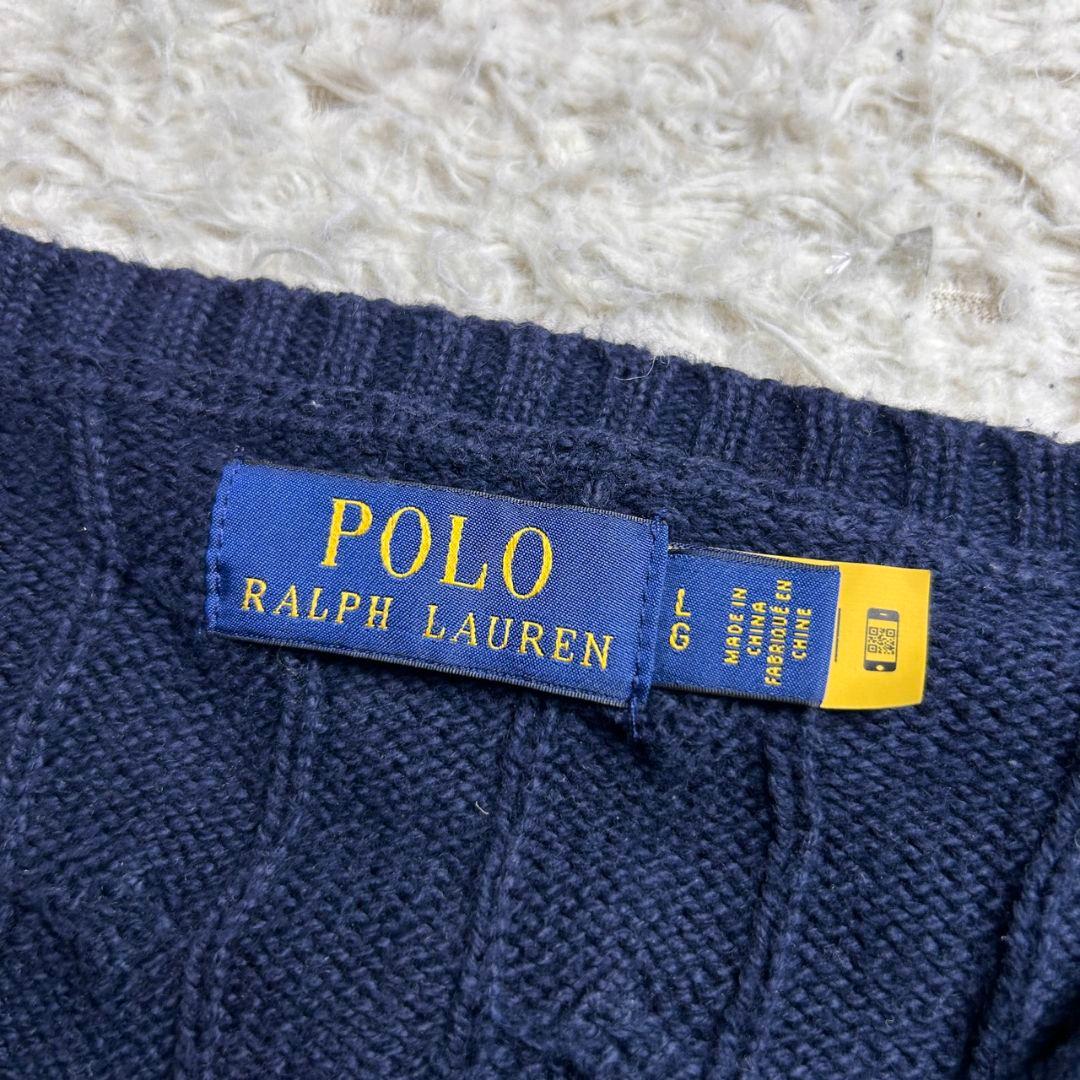 POLO
RALPH LAUREN
L
G
MADE IN
CHINA
FABRIQUÉ EN
CHINE